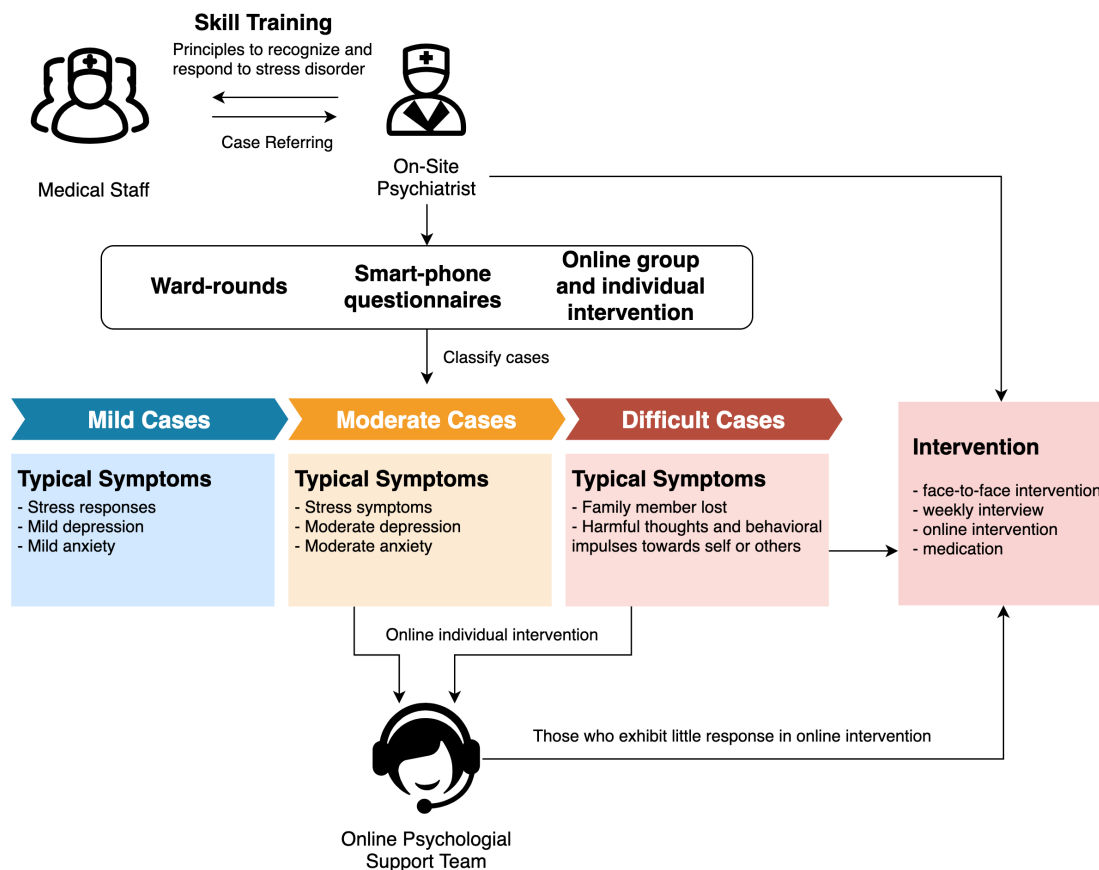 Skill Training
Principles to recognize and
respond to stress disorder
Case Referring
Medical Staff
On-Site
Psychiatrist
Ward-rounds
Smart-phone
questionnaires
Online group
and individual
intervention
Classify cases
Mild Cases
Moderate Cases
Difficult Cases
Typical Symptoms
- Stress responses
- Mild depression
- Mild anxiety
Typical Symptoms
- Stress symptoms
- Moderate depression
- Moderate anxiety
Typical Symptoms
- Family member lost
- Harmful thoughts and behavioral
impulses towards self or others
Intervention
- face-to-face intervention
- weekly interview
- online intervention
- medication
Online individual intervention
Those who exhibit little response in online intervention
Online Psychologial
Support Team